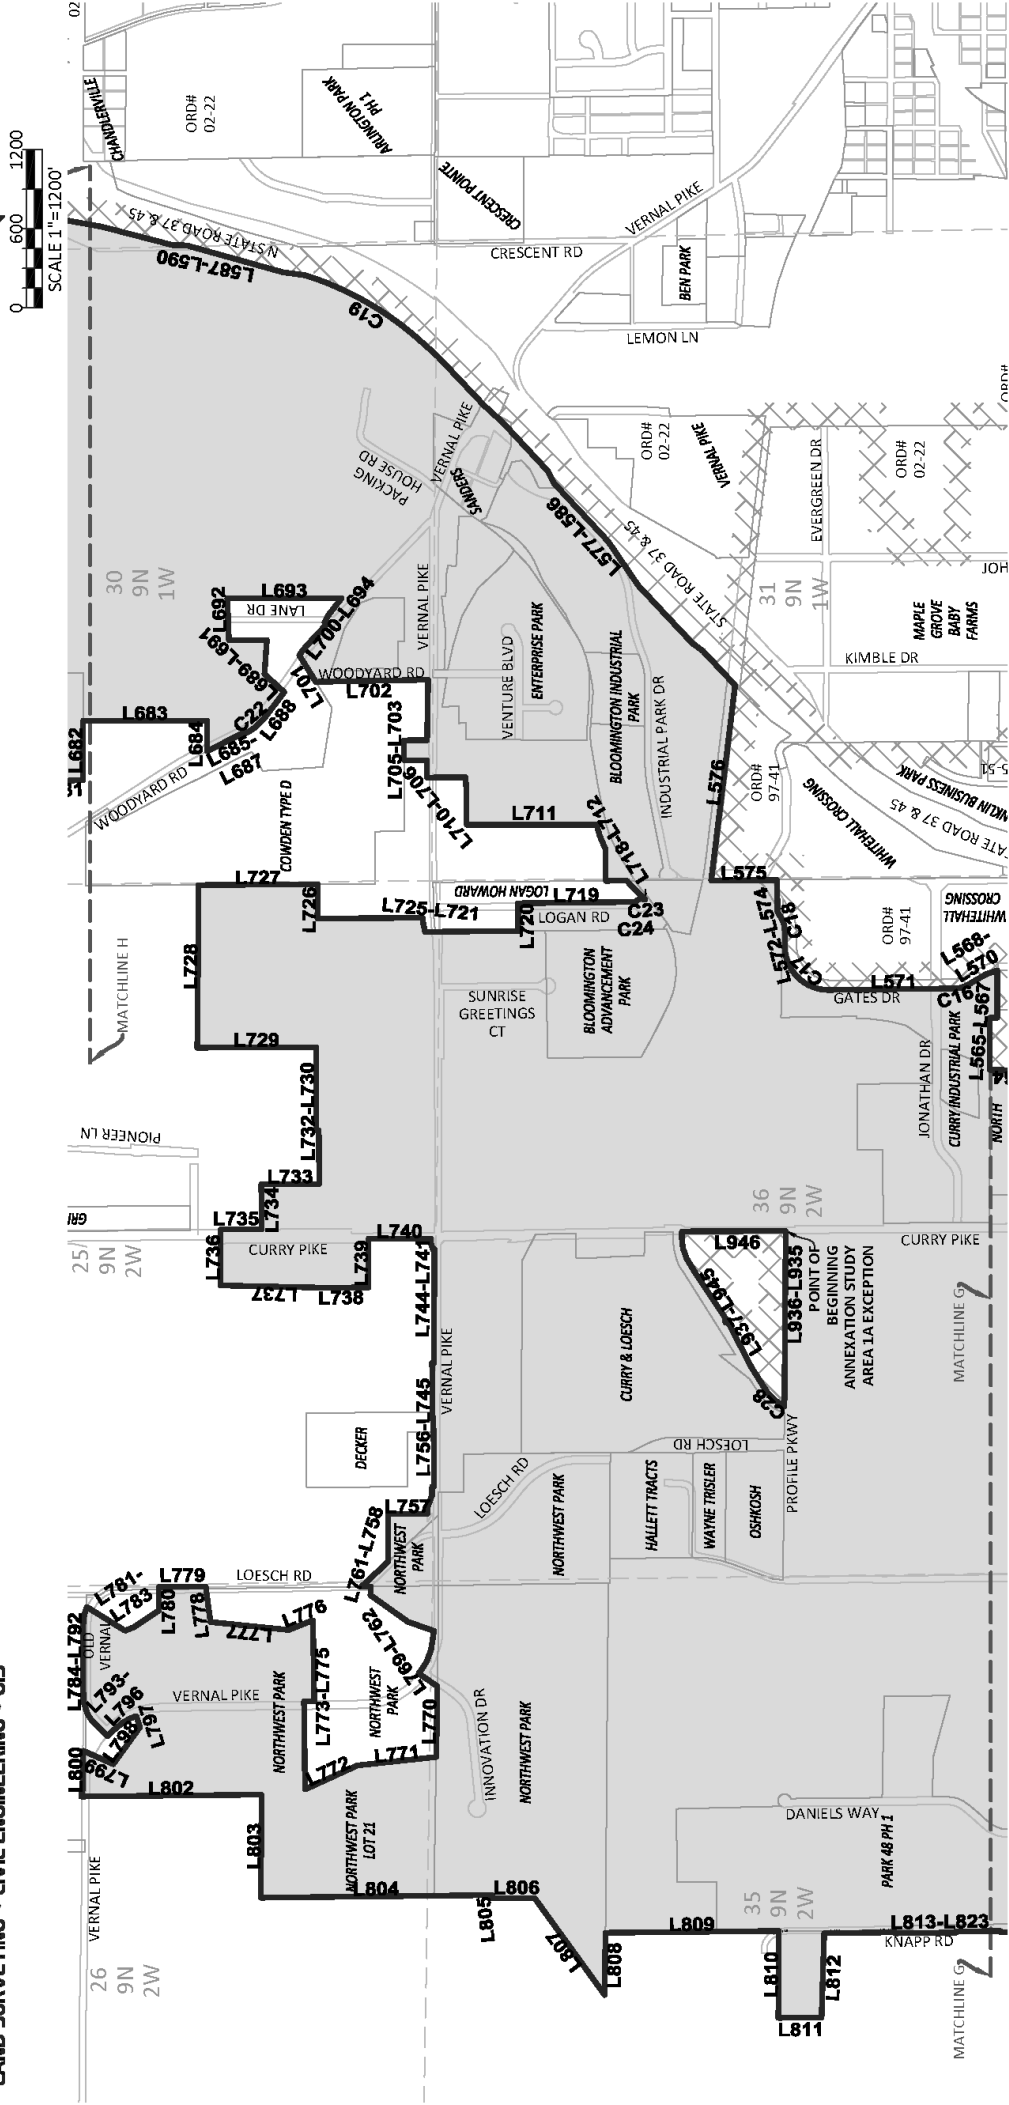 02
CHANDLERVILLE
ORD#
02-22
ARLINGTON PARK
PH 1
0 600 1200
SCALE 1"=1200'
N STATE ROAD 37 & 45
L587-L590
CRESCENT POINTE
VERNAL PIKE
CRESCENT RD
BEN PARK
C19
LEMON LN
PACKING
HOUSE RD
VERNAL PIKE
SANDERS
ORD#
02-22
VERNAL PIKE
EVERGREEN DR
ORD#
02-22
ORD#
L577-L586
STATE ROAD 37 & 45
30
9N
1W
31
9N
1W
JOH
L692
L693
LANE DR
L700-L694
L689-L691
L701
WOODYARD RD
L702
VERNAL PIKE
VENTURE BLVD
ENTERPRISE PARK
BLOOMINGTON INDUSTRIAL
PARK
INDUSTRIAL PARK DR
MAPLE
GROVE
BABY
FARMS
KIMBLE DR
L682
L683
L684
C22
L685-
L687
L688
WOODYARD RD
COWDEN TYPE D
L705-L703
L710-L706
L711
L718-L712
L576
ORD#
97-41
WHITEHALL CROSSING
NKLIN BUSINESS PARK
ATE ROAD 37 & 45
5-51
L727
L726
L725-L721
LOGAN HOWARD
L719
L720
LOGAN RD
C23
C24
L575
C18
L572-L574
C17
ORD#
97-41
WHITEHALL
CROSSING
L568-
L570
L571
GATES DR
C16
L565-L567
MATCHLINE H
L728
L729
L732-L730
SUNRISE
GREETINGS
CT
BLOOMINGTON
ADVANCEMENT
PARK
JONATHAN DR
CURRY INDUSTRIAL PARK
NORTH
PIONEER LN
GRI
L733
L734
L735
L736
CURRY PIKE
L739
L740
L737
L738
L744-L741
25/
9N
2W
36
9N
2W
L946
L937-L945
L936-L935
C28
POINT OF
BEGINNING
ANNEXATION STUDY
AREA 1A EXCEPTION
CURRY PIKE
MATCHLINE G
CURRY & LOESCH
VERNAL PIKE
L756-L745
DECKER
L757
LOESCH RD
LOESCH RD
PROFILE PKWY
L761-L758
NORTHWEST
PARK
NORTHWEST PARK
HALLETT TRACTS
WAYNE TRISLER
OSHKOSH
L779
LOESCH RD
L781-
L783
L780
L778
L777
L776
L784-L792
OLD
VERNAL
L793-
L796
L797
L798
L799
L800
L802
VERNAL PIKE
NORTHWEST PARK
L773-L775
NORTHWEST
PARK
L769-L762
L770
L771
L772
INNOVATION DR
NORTHWEST PARK
L803
NORTHWEST PARK
LOT 21
L804
L805
L806
L807
L808
L809
DANIELS WAY
PARK 48 PH 1
35
9N
2W
L813-L823
KNAPP RD
L810
L812
L811
MATCHLINE G
VERNAL PIKE
26
9N
2W